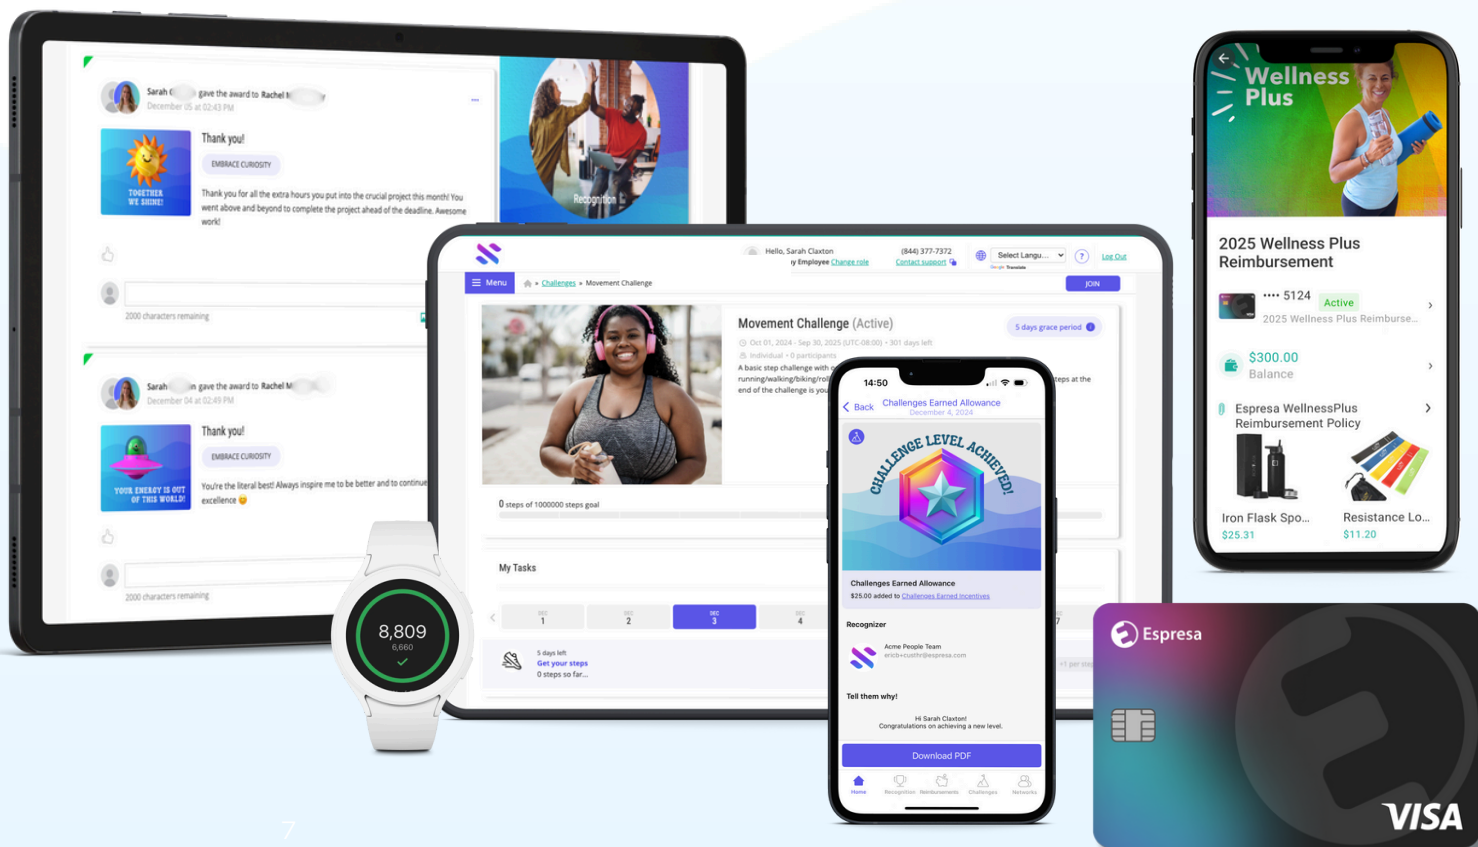 Sarah
gave the award to Rachel
December 05 at 02:43 PM
Thank you!
EMBRACE CURIOSITY
TOGETHER
WE SHINE!
Thank you for all the extra hours you put into the crucial project this month! You
went above and beyond to complete the project ahead of the deadline. Awesome
work!
2000 characters remaining
Recognition
Sarah
gave the award to Rachel
December 04 at 02:49 PM
Thank you!
EMBRACE CURIOSITY
YOUR ENERGY IS OUT
OF THIS WORLD!
You're the literal best! Always inspire me to be better and to continue
excellence 😊
2000 characters remaining
Hello, Sarah Claxton
Employee Change role
(844) 377-7372
Contact support
Select Langu...
Translate
?
Log Out
Menu
» Challenges » Movement Challenge
JOIN
Movement Challenge (Active)
5 days grace period
Oct 01, 2024 - Sep 30, 2025 (UTC-08:00) • 301 days left
Individual • 0 participants
A basic step challenge with
running/walking/biking/rol
teps at the
end of the challenge is you
0 steps of 1000000 steps goal
My Tasks
DEC
1
DEC
2
DEC
3
DEC
4
7
5 days left
Get your steps
0 steps so far...
+1 per step
8,809
6,660
14:50
Back
Challenges Earned Allowance
December 4, 2024
CHALLENGE LEVEL ACHIEVED!
Challenges Earned Allowance
$25.00 added to Challenges Earned Incentives
Recognizer
Acme People Team
ericb+custhr@espresa.com
Tell them why!
Hi Sarah Claxton!
Congratulations on achieving a new level.
Download PDF
Home
Recognition
Reimbursements
Challenges
Networks
Wellness
Plus
2025 Wellness Plus
Reimbursement
•••• 5124
Active
2025 Wellness Plus Reimburse...
$300.00
Balance
Espresa WellnessPlus
Reimbursement Policy
Iron Flask Spo...
$25.31
Resistance Lo...
$11.20
Espresa
VISA
7